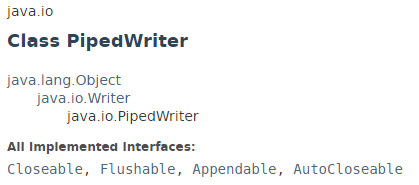 java.io
Class PipedWriter
java.lang.Object
java.io.Writer
java.io.PipedWriter
All Implemented Interfaces:
Closeable, Flushable, Appendable, AutoCloseable